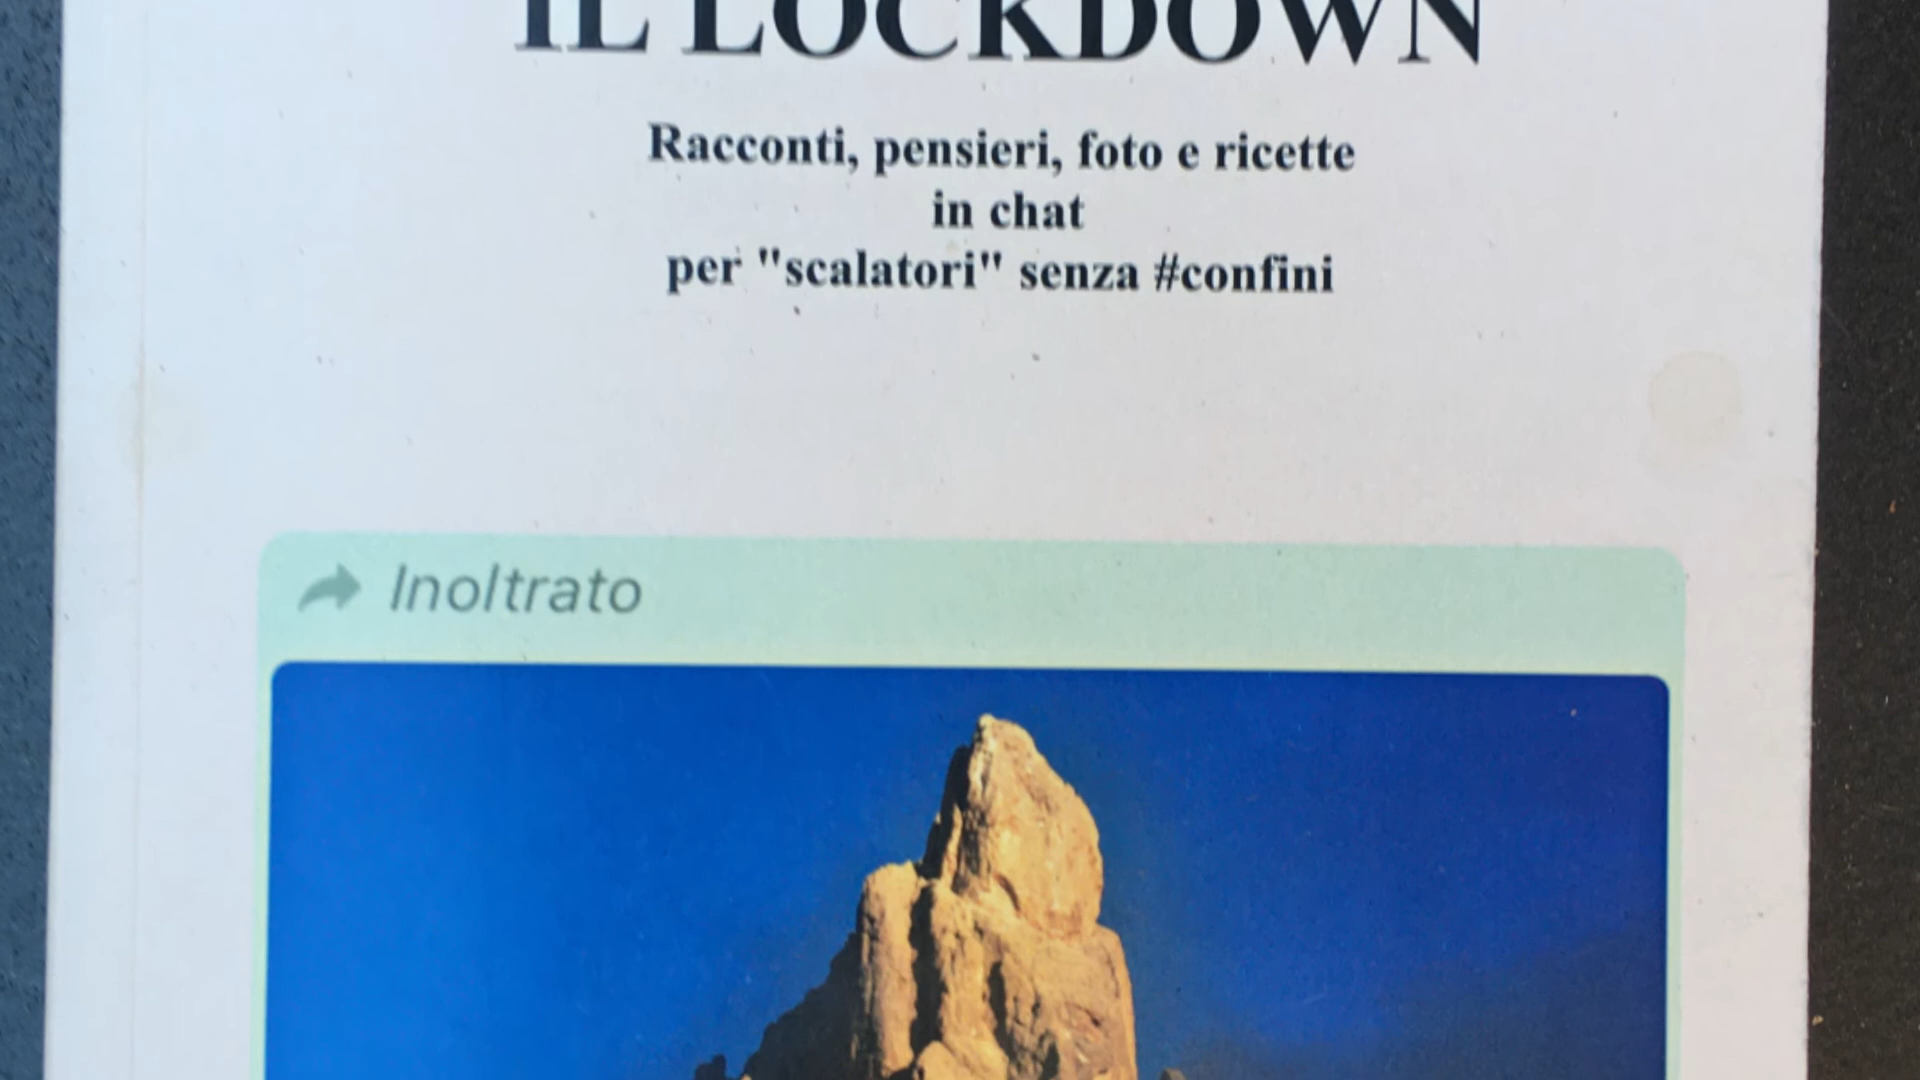 IL LOCKDOWN
Racconti, pensieri, foto e ricette
in chat
per "scalatori" senza #confini
Inoltrato